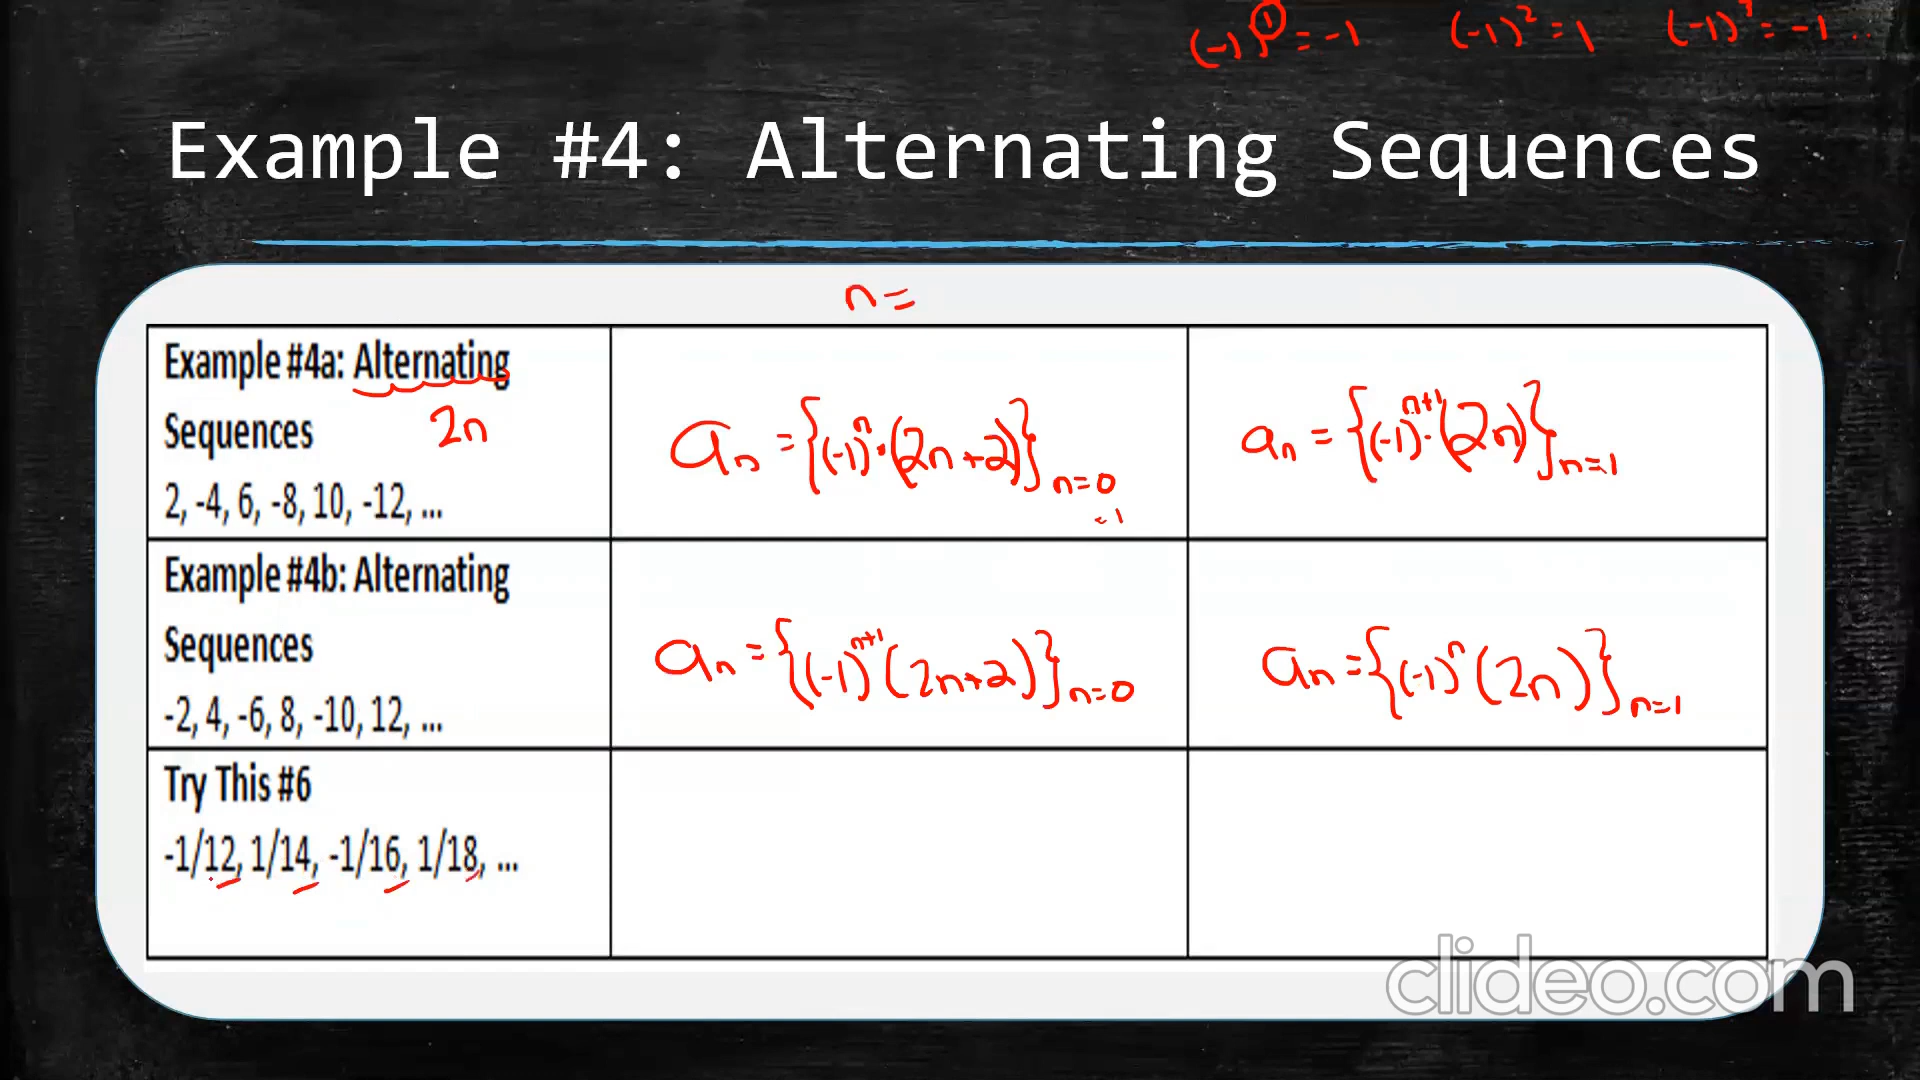 (-1)^1 = -1 (-1)^2 = 1 (-1)^3 = -1 ...
Example #4: Alternating Sequences
n =
Example #4a: Alternating
Sequences
2n
2, -4, 6, -8, 10, -12, ...
a_n = {(-1)^n · (2n+2)}_{n=0}
= 1
a_n = {(-1)^{n+1} · (2n)}_{n=1}
Example #4b: Alternating
Sequences
-2, 4, -6, 8, -10, 12, ...
a_n = {(-1)^{n+1} (2n+2)}_{n=0}
a_n = {(-1)^n (2n)}_{n=1}
Try This #6
-1/12, 1/14, -1/16, 1/18, ...
clideo.com